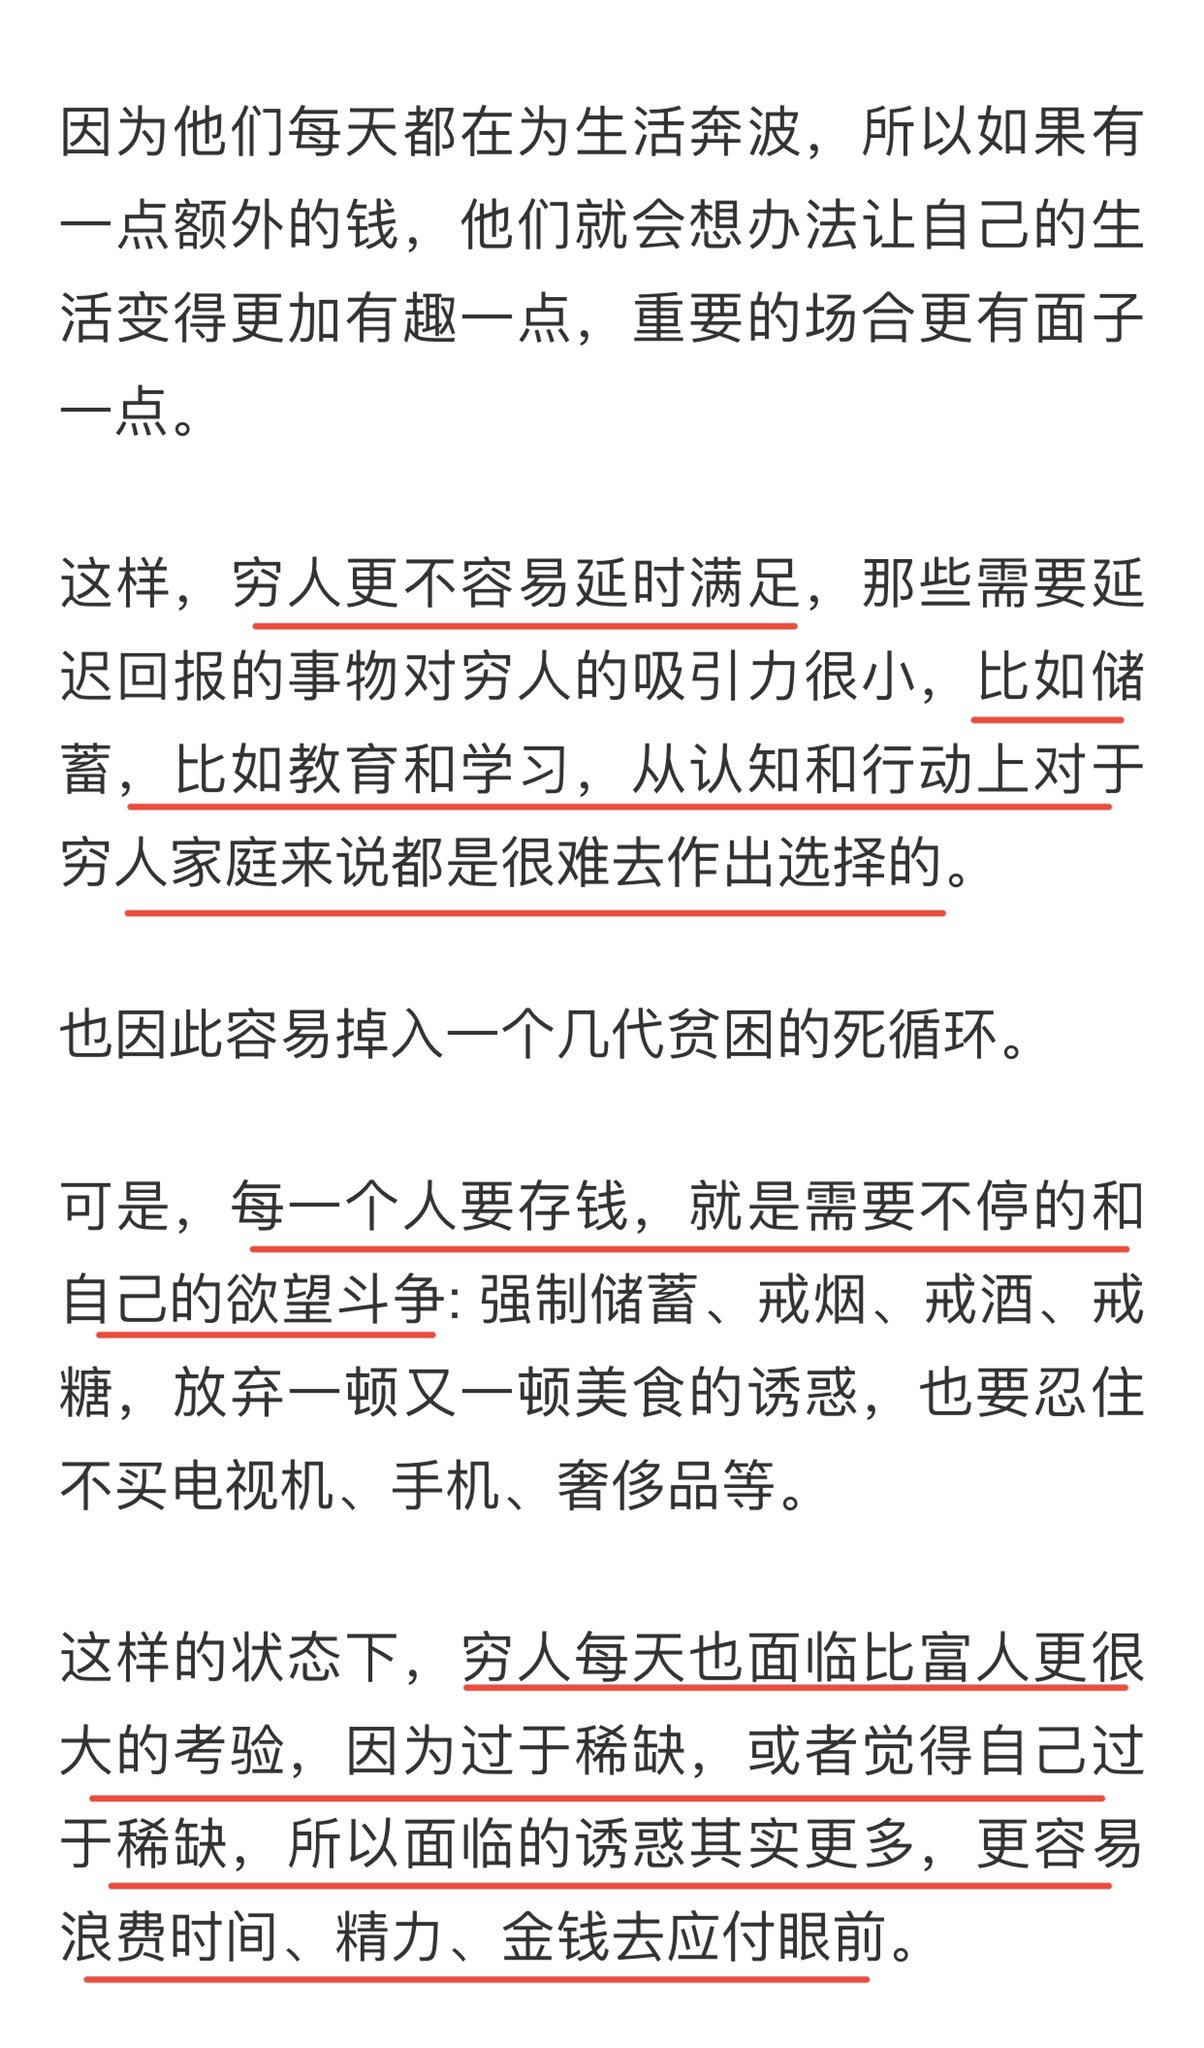 因为他们每天都在为生活奔波，所以如果有
一点额外的钱，他们就会想办法让自己的生
活变得更加有趣一点，重要的场合更有面子
一点。
这样，穷人更不容易延时满足，那些需要延
迟回报的事物对穷人的吸引力很小，比如储
蓄，比如教育和学习，从认知和行动上对于
穷人家庭来说都是很难去作出选择的。
也因此容易掉入一个几代贫困的死循环。
可是，每一个人要存钱，就是需要不停的和
自己的欲望斗争：强制储蓄、戒烟、戒酒、戒
糖，放弃一顿又一顿美食的诱惑，也要忍住
不买电视机、手机、奢侈品等。
这样的状态下，穷人每天也面临比富人更很
大的考验，因为过于稀缺，或者觉得自己过
于稀缺，所以面临的诱惑其实更多，更容易
浪费时间、精力、金钱去应付眼前。